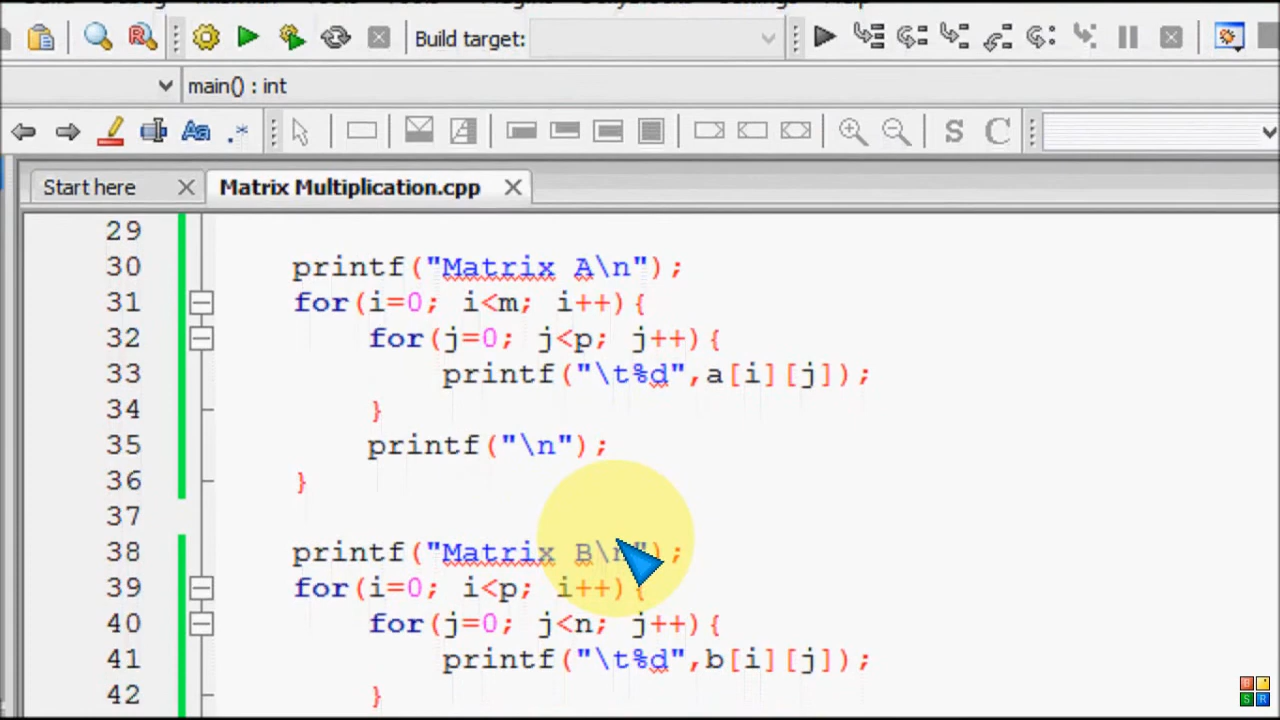 Build target:
main() : int
Start here
Matrix Multiplication.cpp
29
30 printf("Matrix A\n");
31 for(i=0; i<m; i++){
32 for(j=0; j<p; j++){
33 printf("\t%d",a[i][j]);
34 }
35 printf("\n");
36 }
37
38 printf("Matrix B\n");
39 for(i=0; i<p; i++){
40 for(j=0; j<n; j++){
41 printf("\t%d",b[i][j]);
42 }